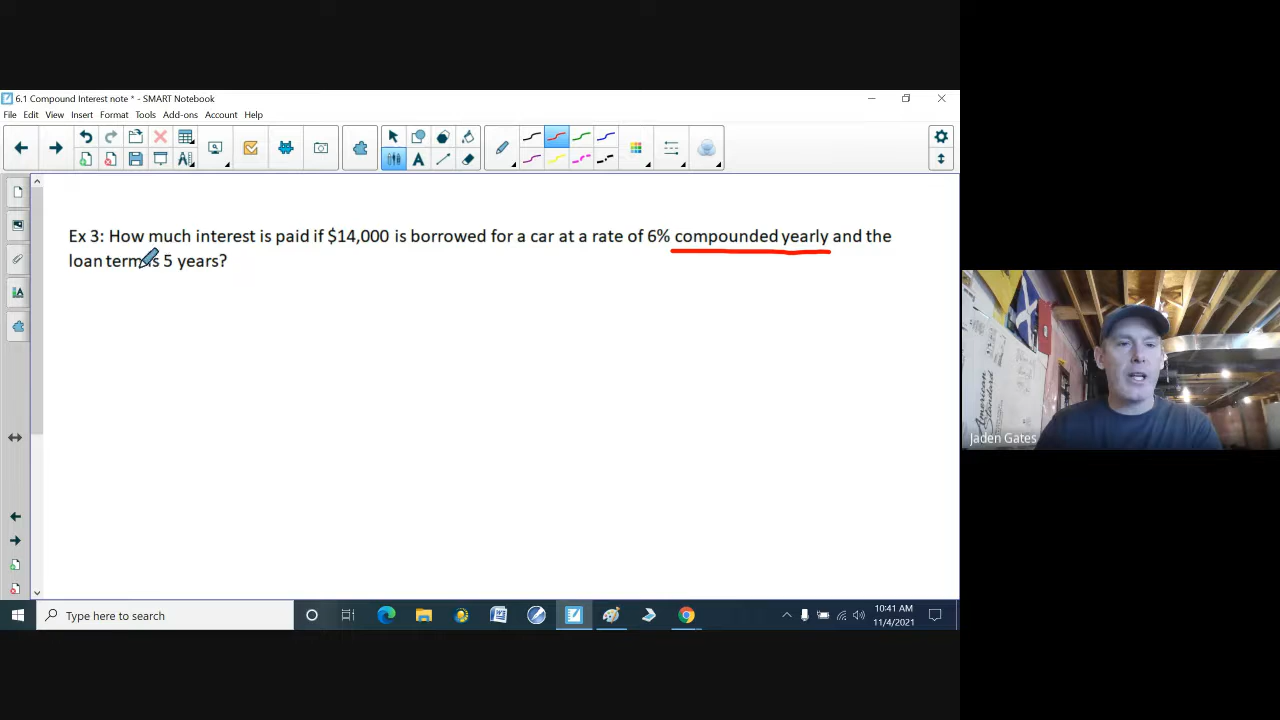 6.1 Compound Interest note * - SMART Notebook
File Edit View Insert Format Tools Add-ons Account Help
Ex 3: How much interest is paid if $14,000 is borrowed for a car at a rate of 6% compounded yearly and the
loan term is 5 years?
American
Standard
Jaden Gates
Type here to search
10:41 AM
11/4/2021